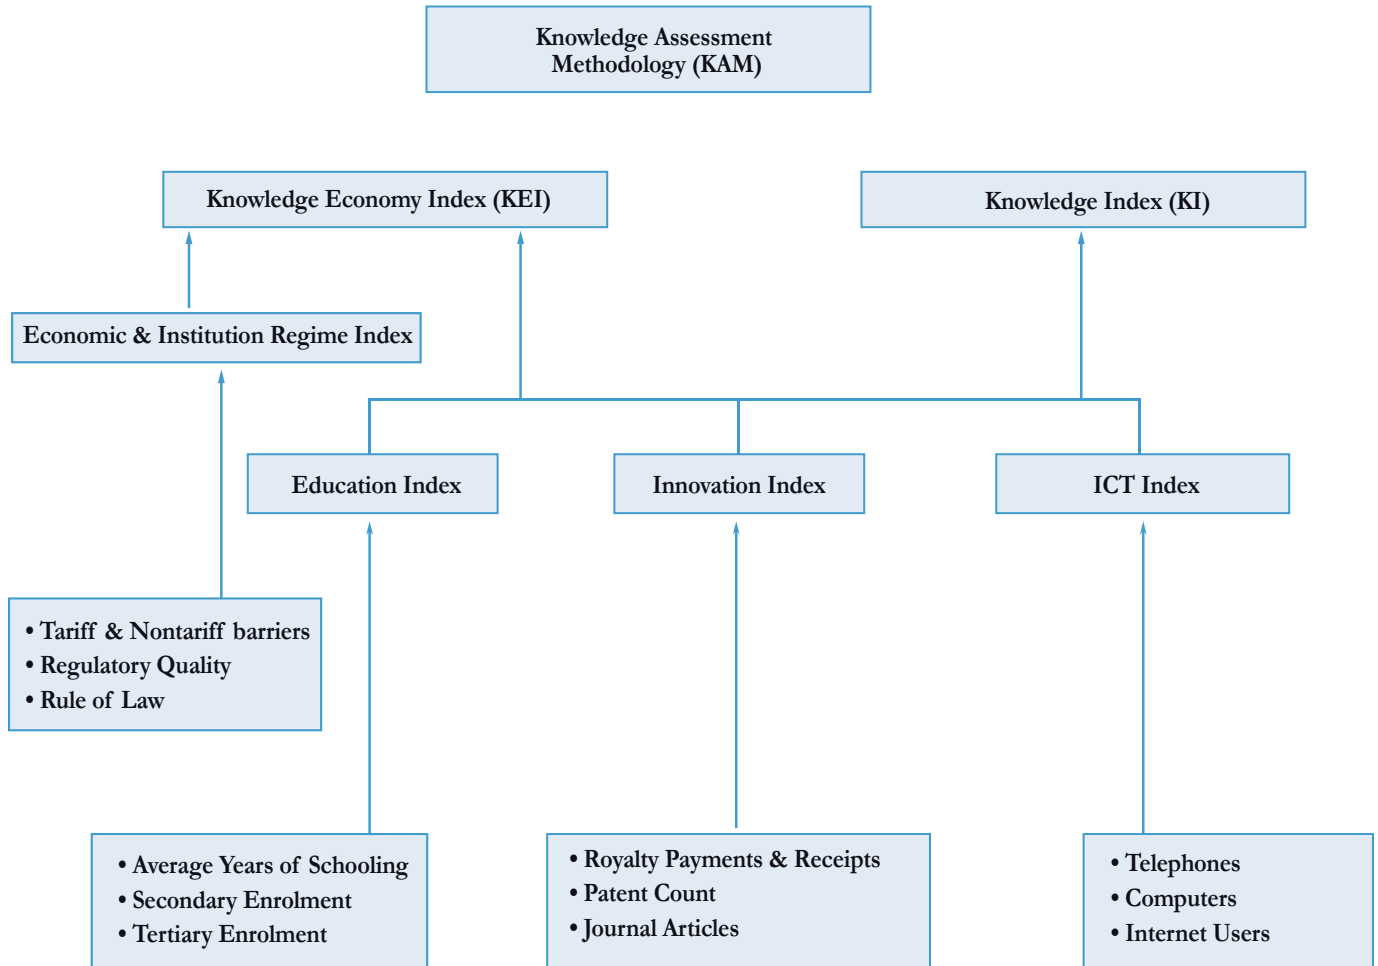 Knowledge Assessment
Methodology (KAM)
Knowledge Economy Index (KEI)
Knowledge Index (KI)
Economic & Institution Regime Index
Education Index
Innovation Index
ICT Index
• Tariff & Nontariff barriers
• Regulatory Quality
• Rule of Law
• Average Years of Schooling
• Secondary Enrolment
• Tertiary Enrolment
• Royalty Payments & Receipts
• Patent Count
• Journal Articles
• Telephones
• Computers
• Internet Users